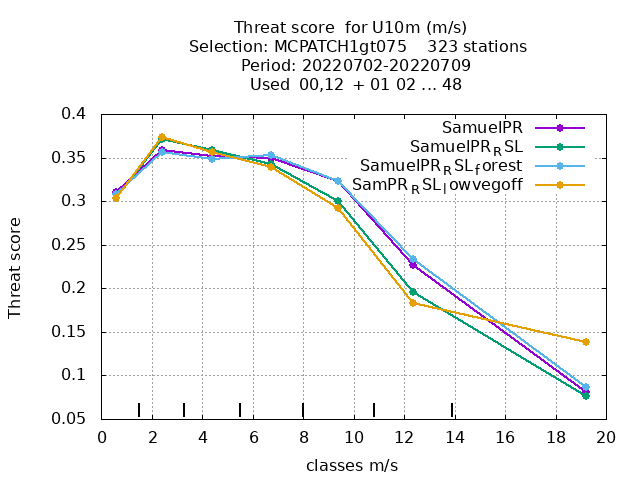 Threat score  for U10m (m/s)
Selection: MCPATCH1gt075    323 stations
Period: 20220702-20220709
Used  00,12  + 01 02 ... 48
SamuelPR
SamuelPR_RSL
SamuelPR_RSL_forest
SamPR_RSL_lowvegoff
Threat score
0.4
0.35
0.3
0.25
0.2
0.15
0.1
0.05
0 2 4 6 8 10 12 14 16 18 20
classes m/s